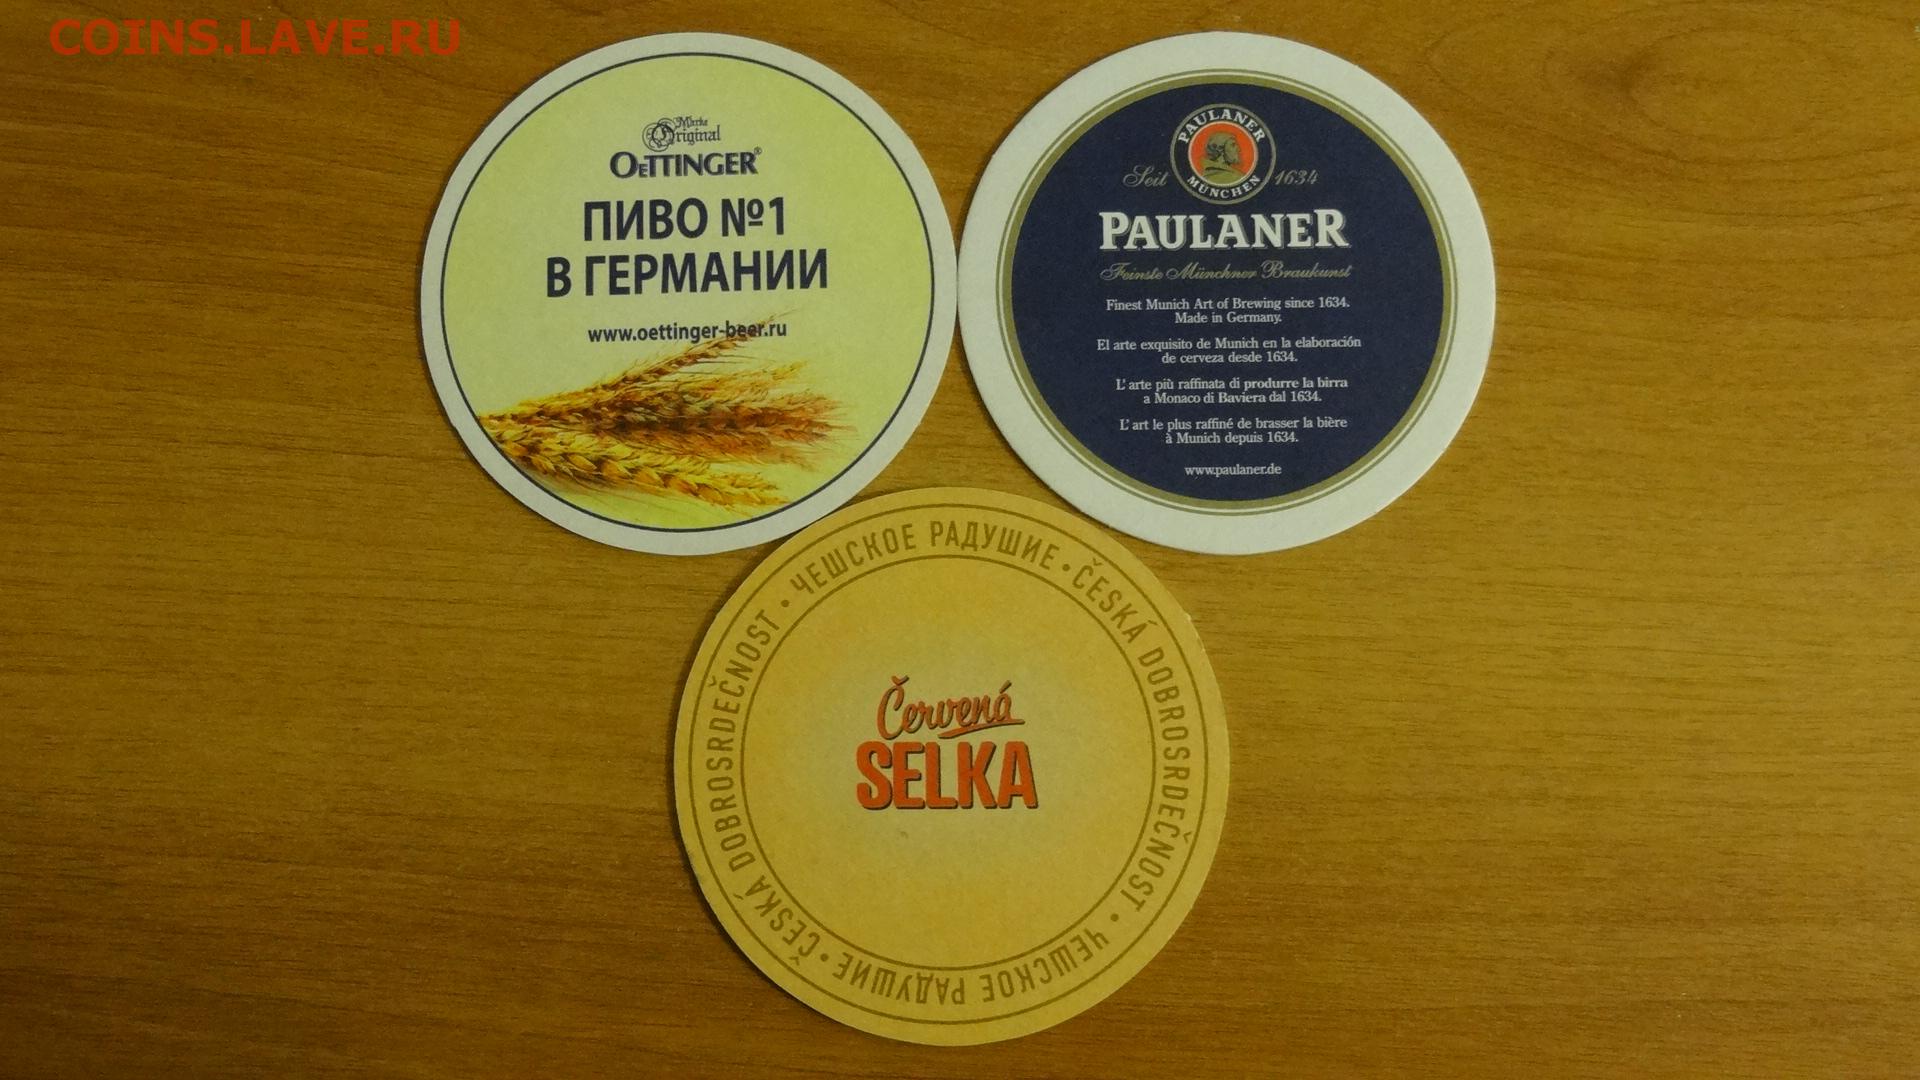 COINS.LAVE.RU
Marke
Original
OETTINGER®
ПИВО №1
В ГЕРМАНИИ
www.oettinger-beer.ru
PAULANER
MÜNCHEN
Seit 1634
PAULANER
Feinste Münchner Braukunst
Finest Munich Art of Brewing since 1634.
Made in Germany.
El arte exquisito de Munich en la elaboración
de cerveza desde 1634.
L' arte più raffinata di produrre la birra
a Monaco di Baviera dal 1634.
L' art le plus raffiné de brasser la bière
à Munich depuis 1634.
www.paulaner.de
ЧЕШСКОЕ РАДУШИЕ • ČESKÁ DOBROSRDEČNOST • ЧЕШСКОЕ РАДУШИЕ • ČESKÁ DOBROSRDEČNOST •
Červená
SELKA